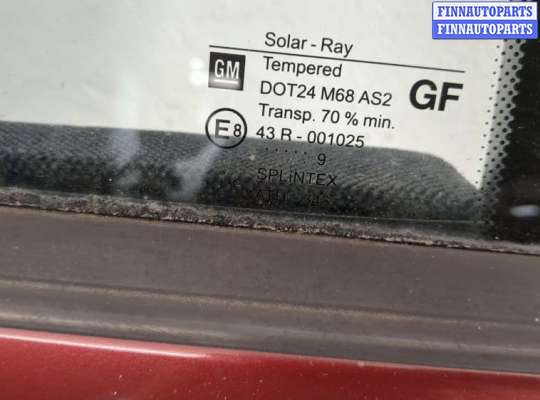 FINNAUTOPARTS
FINNAUTOPARTS
Solar - Ray
GM
Tempered
DOT24 M68 AS2
GF
Transp. 70 % min.
E8
43 R - 001025
. . . . . 9
SPLiNTEX